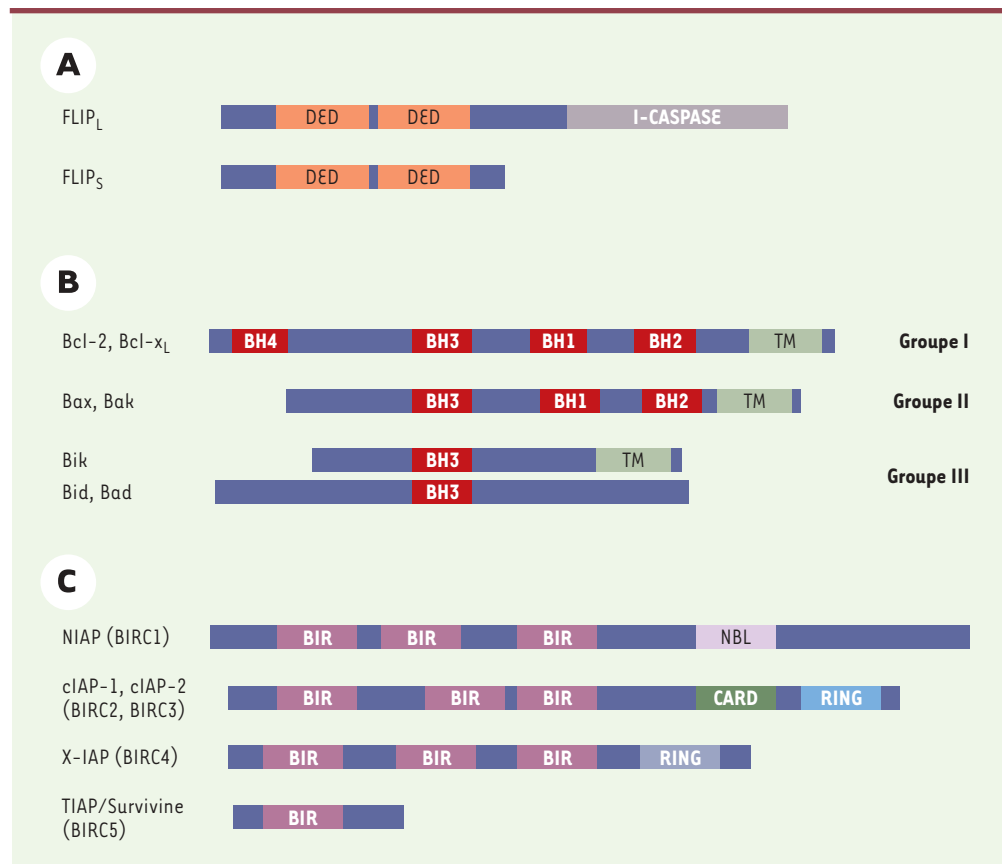 A
FLIPL DED DED I-CASPASE
FLIPS DED DED
B
Bcl-2, Bcl-xL BH4 BH3 BH1 BH2 TM Groupe I
Bax, Bak BH3 BH1 BH2 TM Groupe II
Bik BH3 TM
Groupe III
Bid, Bad BH3
C
NIAP (BIRC1) BIR BIR BIR NBL
cIAP-1, cIAP-2
(BIRC2, BIRC3) BIR BIR BIR CARD RING
X-IAP (BIRC4) BIR BIR BIR RING
TIAP/Survivine
(BIRC5) BIR